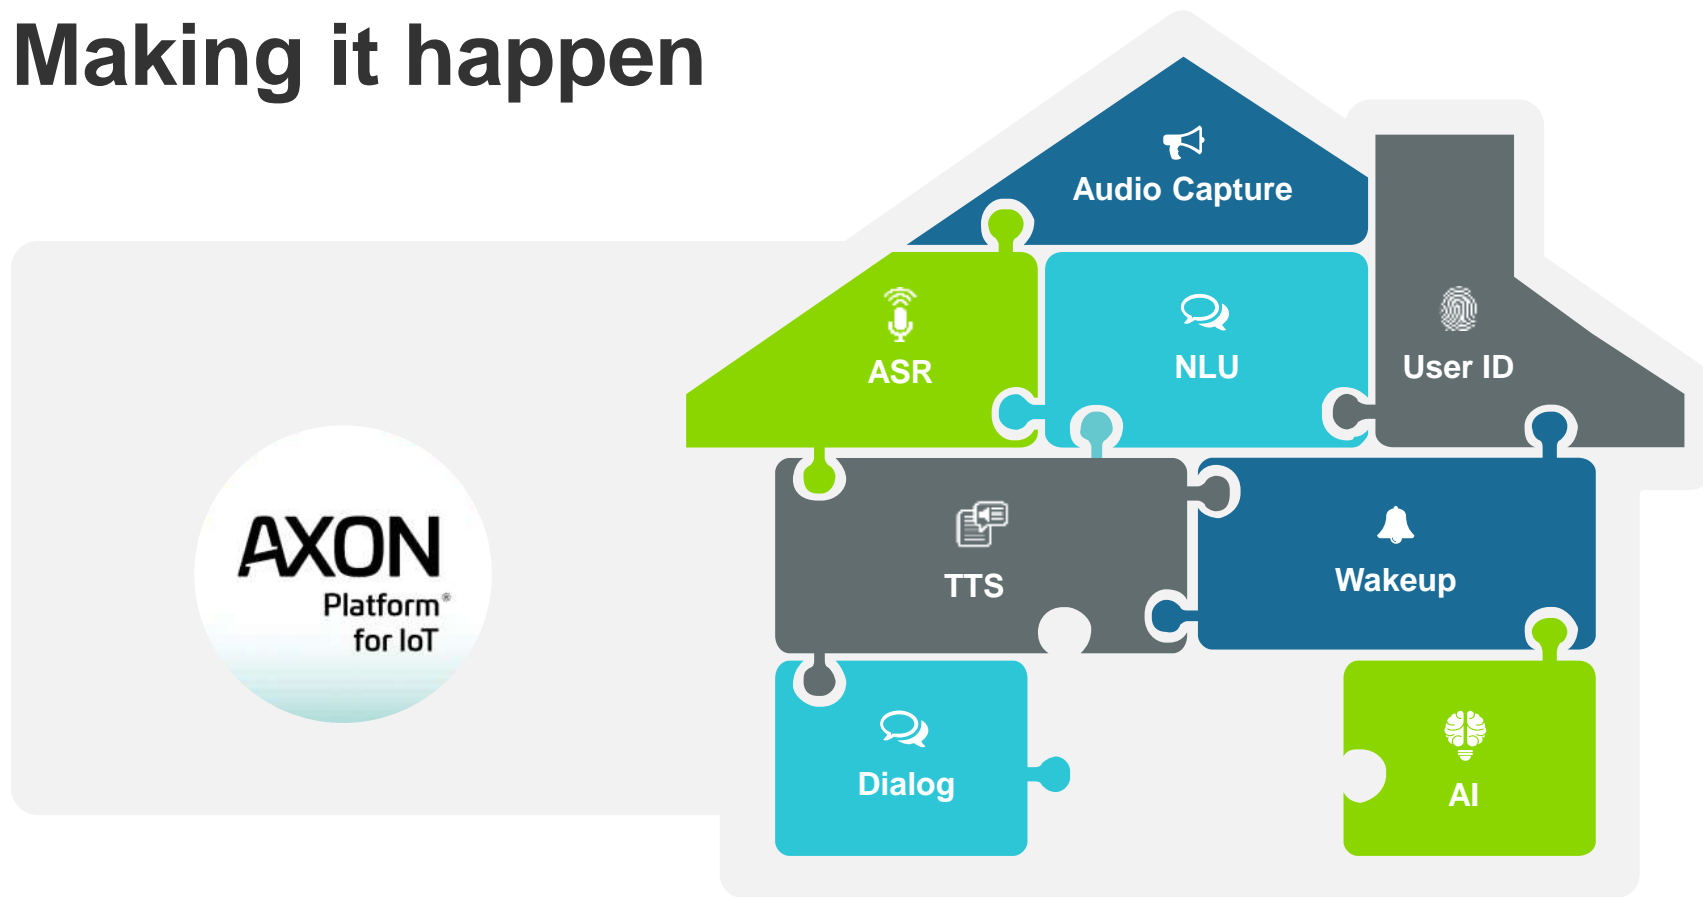 Making it happen
Audio Capture
ASR
NLU
User ID
AXON
Platform®
for IoT
TTS
Wakeup
Dialog
AI